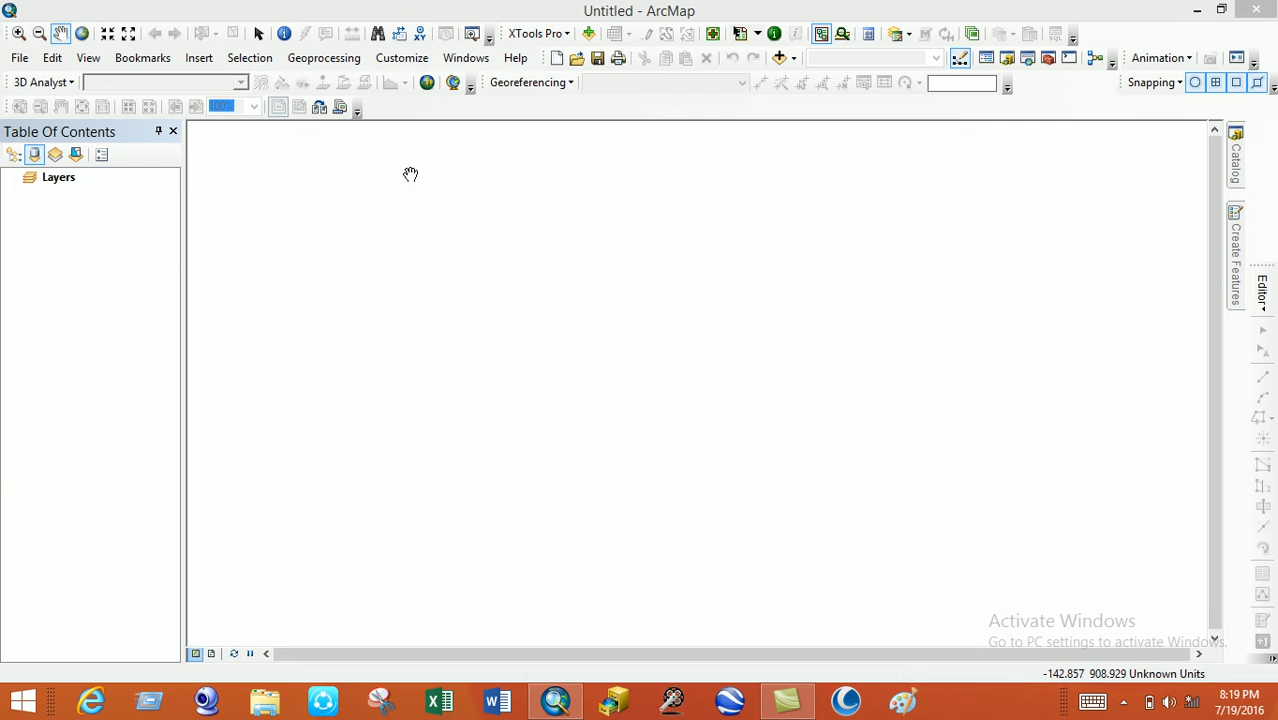 Untitled - ArcMap
XTools Pro
File Edit View Bookmarks Insert Selection Geoprocessing Customize Windows Help
Animation
3D Analyst
Georeferencing
Snapping
100%
Table Of Contents
Layers
Catalog
Create Features
Editor
Activate Windows
Go to PC settings to activate Windows.
-142.857 908.929 Unknown Units
8:19 PM
7/19/2016